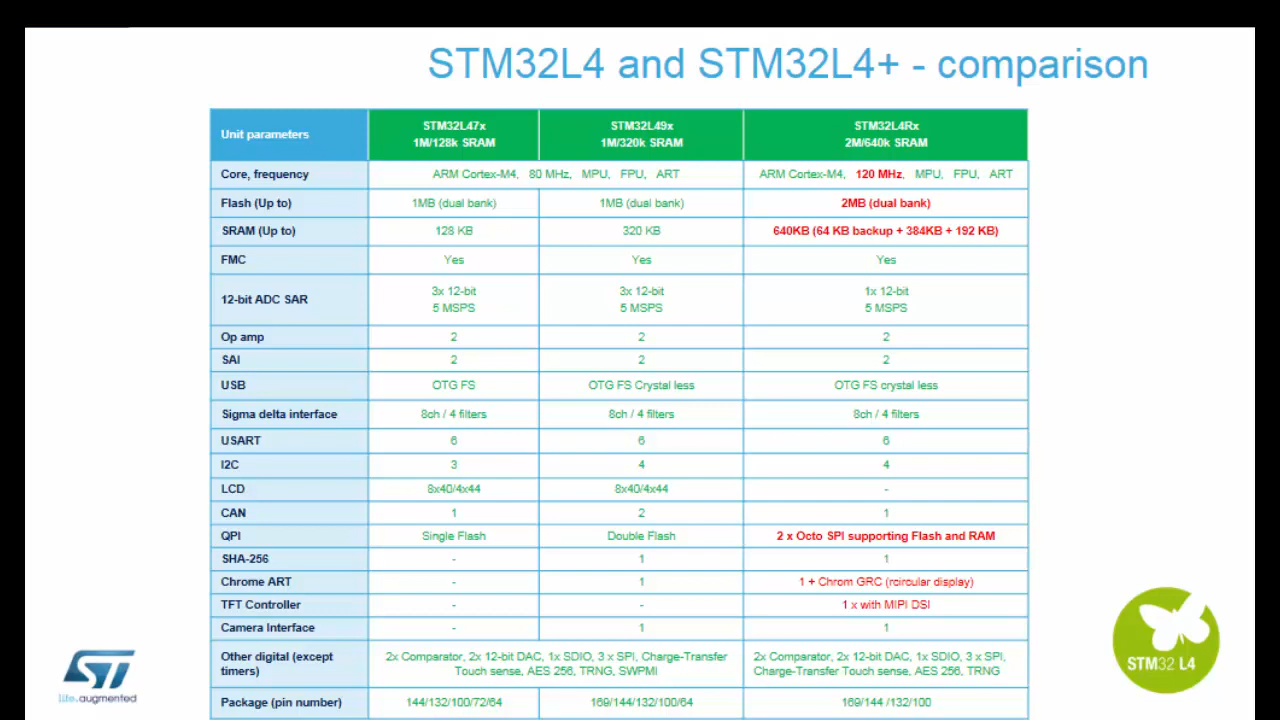 STM32L4 and STM32L4+ - comparison
Unit parameters
STM32L47x
1M/128k SRAM
STM32L49x
1M/320k SRAM
STM32L4Rx
2M/640k SRAM
Core, frequency
ARM Cortex-M4, 80 MHz, MPU, FPU, ART
ARM Cortex-M4, 120 MHz, MPU, FPU, ART
Flash (Up to)
1MB (dual bank)
1MB (dual bank)
2MB (dual bank)
SRAM (Up to)
128 KB
320 KB
640KB (64 KB backup + 384KB + 192 KB)
FMC
Yes
Yes
Yes
12-bit ADC SAR
3x 12-bit
5 MSPS
3x 12-bit
5 MSPS
1x 12-bit
5 MSPS
Op amp
2
2
2
SAI
2
2
2
USB
OTG FS
OTG FS Crystal less
OTG FS crystal less
Sigma delta interface
8ch / 4 filters
8ch / 4 filters
8ch / 4 filters
USART
6
6
6
I2C
3
4
4
LCD
8x40/4x44
8x40/4x44
-
CAN
1
2
1
QPI
Single Flash
Double Flash
2 x Octo SPI supporting Flash and RAM
SHA-256
-
1
1
Chrome ART
-
1
1 + Chrom GRC (rcircular display)
TFT Controller
-
-
1 x with MIPI DSI
Camera Interface
-
1
1
Other digital (except
timers)
2x Comparator, 2x 12-bit DAC, 1x SDIO, 3 x SPI, Charge-Transfer
Touch sense, AES 256, TRNG, SWPMI
2x Comparator, 2x 12-bit DAC, 1x SDIO, 3 x SPI,
Charge-Transfer Touch sense, AES 256, TRNG
Package (pin number)
144/132/100/72/64
169/144/132/100/64
169/144 /132/100
ST
life.augmented
STM32 L4